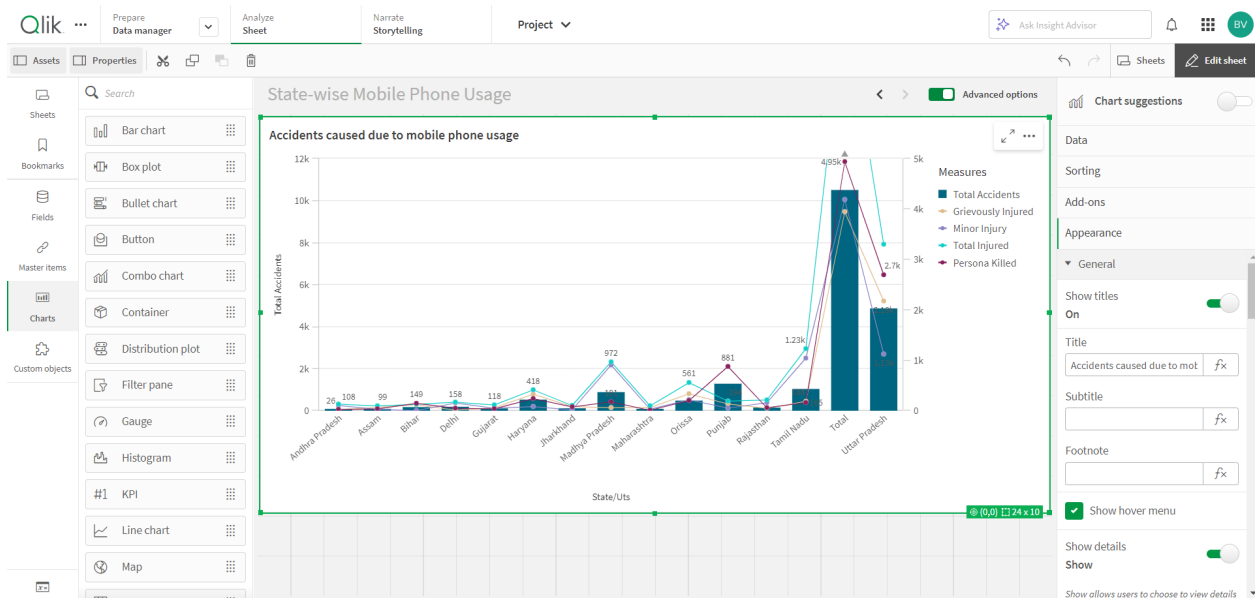 Qlik
Prepare
Data manager
Analyze
Sheet
Narrate
Storytelling
Project
Ask Insight Advisor
BV
Assets
Properties
Sheets
Edit sheet
Sheets
Bookmarks
Fields
Master items
Charts
Custom objects
Search
Bar chart
Box plot
Bullet chart
Button
Combo chart
Container
Distribution plot
Filter pane
Gauge
Histogram
#1 KPI
Line chart
Map
State-wise Mobile Phone Usage
Advanced options
Accidents caused due to mobile phone usage
Total Accidents
12k
10k
8k
6k
4k
2k
0
5k
4k
3k
2k
1k
0
26
108
99
149
158
118
418
972
561
881
1.23k
4.95k
2.7k
Andhra Pradesh
Assam
Bihar
Delhi
Gujarat
Haryana
Jharkhand
Madhya Pradesh
Maharashtra
Orissa
Punjab
Rajasthan
Tamil Nadu
Total
Uttar Pradesh
State/Uts
Measures
Total Accidents
Grievously Injured
Minor Injury
Total Injured
Persona Killed
(0,0) 24 x 10
Chart suggestions
Data
Sorting
Add-ons
Appearance
General
Show titles
On
Title
Accidents caused due to mot
fx
Subtitle
fx
Footnote
fx
Show hover menu
Show details
Show
Show allows users to choose to view details